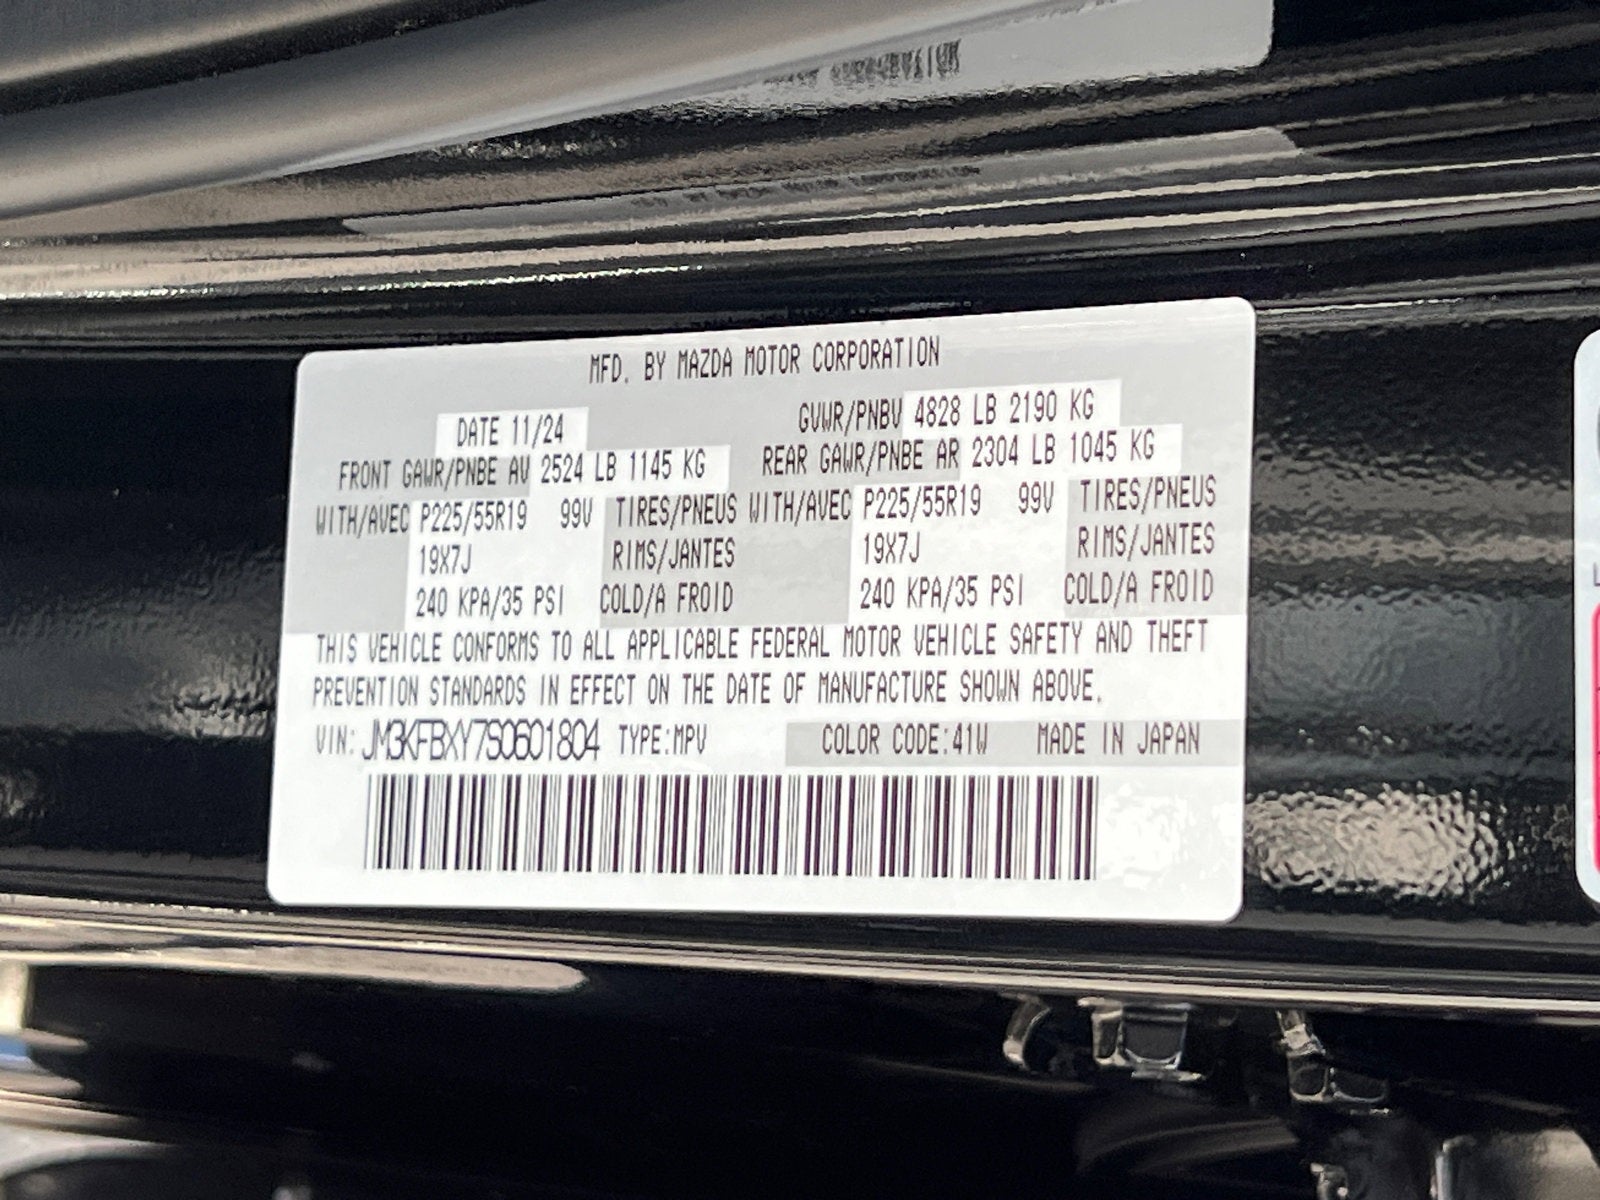 MFD. BY MAZDA MOTOR CORPORATION
DATE 11/24 GVWR/PNBV 4828 LB 2190 KG
FRONT GAWR/PNBE AV 2524 LB 1145 KG REAR GAWR/PNBE AR 2304 LB 1045 KG
WITH/AVEC P225/55R19 99V TIRES/PNEUS WITH/AVEC P225/55R19 99V TIRES/PNEUS
19X7J RIMS/JANTES 19X7J RIMS/JANTES
240 KPA/35 PSI COLD/A FROID 240 KPA/35 PSI COLD/A FROID
THIS VEHICLE CONFORMS TO ALL APPLICABLE FEDERAL MOTOR VEHICLE SAFETY AND THEFT
PREVENTION STANDARDS IN EFFECT ON THE DATE OF MANUFACTURE SHOWN ABOVE.
VIN: JM3KFBXY7S0601804 TYPE:MPV COLOR CODE:41W MADE IN JAPAN